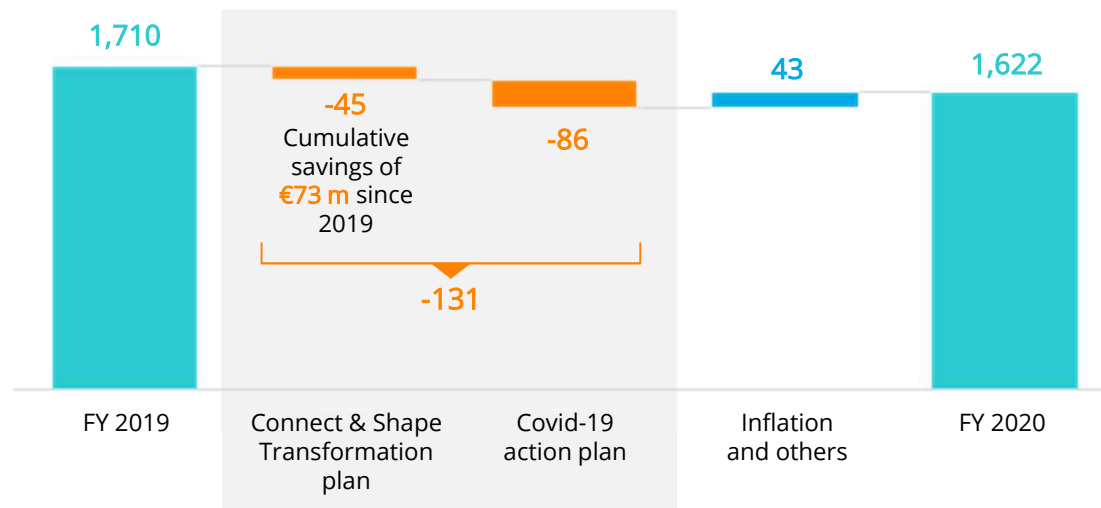 1,710
-45
Cumulative
savings of
€73 m since
2019
-86
43
1,622
-131
FY 2019
Connect & Shape
Transformation
plan
Covid-19
action plan
Inflation
and others
FY 2020